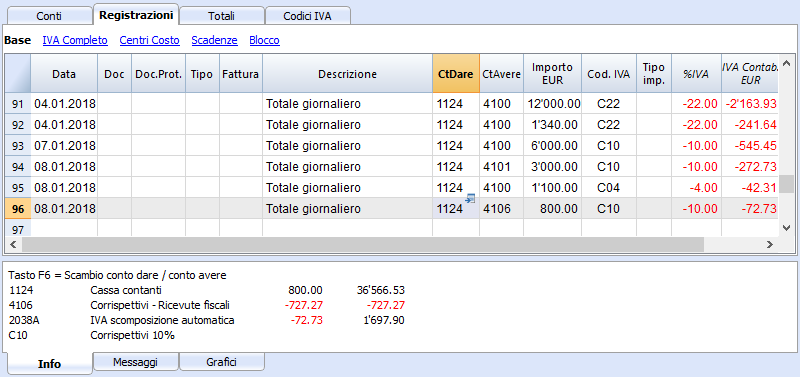 Conti Registrazioni Totali Codici IVA
Base IVA Completo Centri Costo Scadenze Blocco
Data Doc Doc.Prot. Tipo Fattura Descrizione CtDare CtAvere Importo EUR Cod. IVA Tipo imp. %IVA IVA Contab. EUR
91 04.01.2018 Totale giornaliero 1124 4100 12'000.00 C22 -22.00 -2'163.93
92 04.01.2018 Totale giornaliero 1124 4100 1'340.00 C22 -22.00 -241.64
93 07.01.2018 Totale giornaliero 1124 4100 6'000.00 C10 -10.00 -545.45
94 08.01.2018 Totale giornaliero 1124 4101 3'000.00 C10 -10.00 -272.73
95 08.01.2018 Totale giornaliero 1124 4100 1'100.00 C04 -4.00 -42.31
96 08.01.2018 Totale giornaliero 1124 4106 800.00 C10 -10.00 -72.73
97
Tasto F6 = Scambio conto dare / conto avere
1124 Cassa contanti 800.00 36'566.53
4106 Corrispettivi - Ricevute fiscali -727.27 -727.27
2038A IVA scomposizione automatica -72.73 1'697.90
C10 Corrispettivi 10%
Info Messaggi Grafici